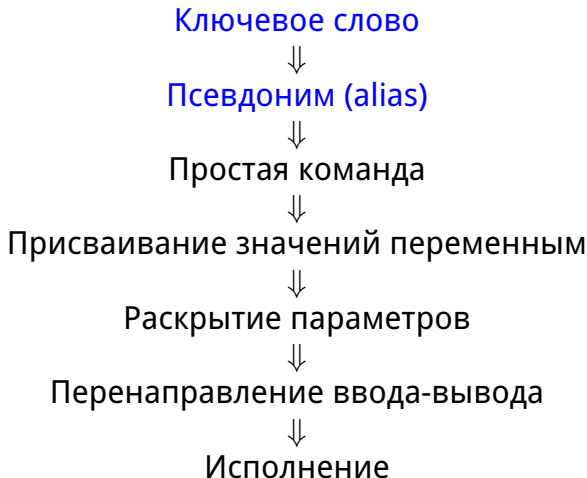 Ключевое слово
⇓
Псевдоним (alias)
⇓
Простая команда
⇓
Присваивание значений переменным
⇓
Раскрытие параметров
⇓
Перенаправление ввода-вывода
⇓
Исполнение